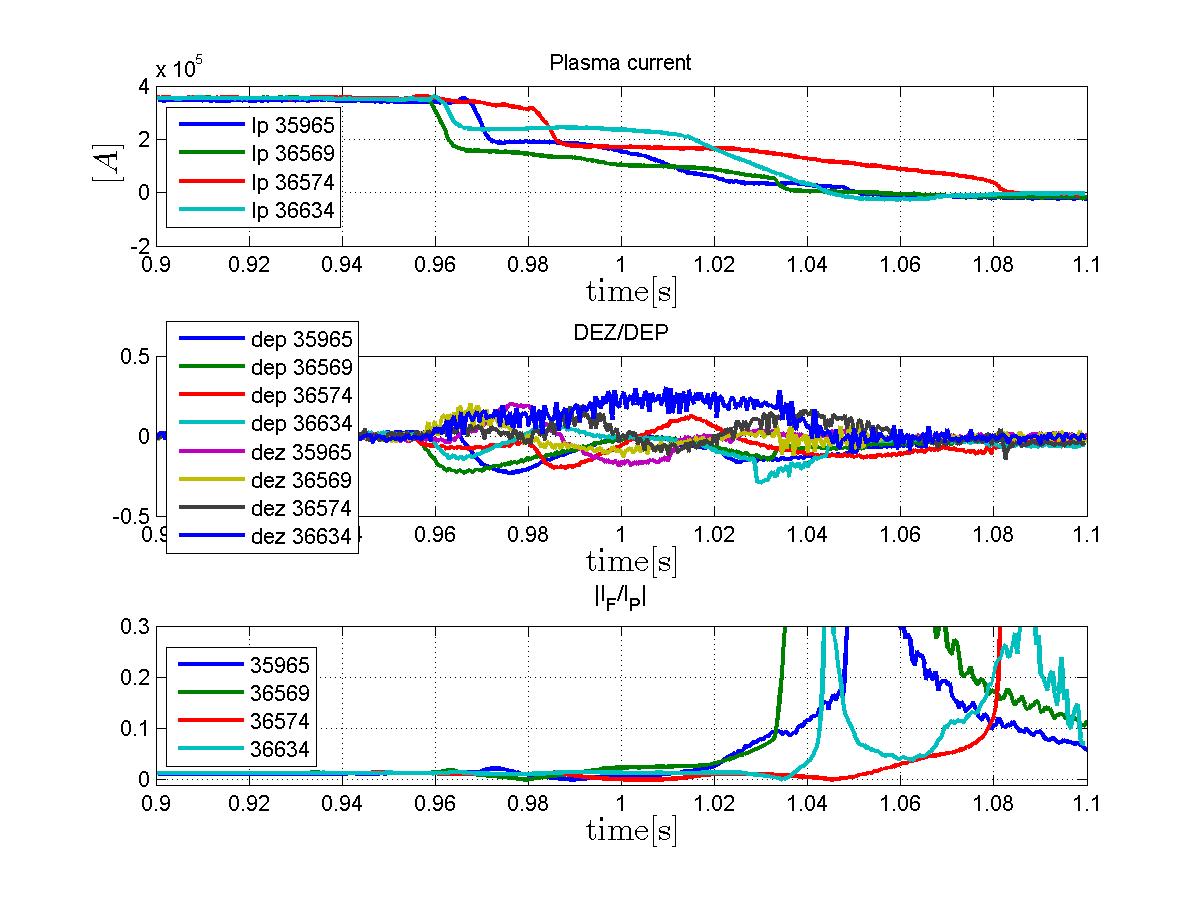 Plasma current
x 10^5
4
2
0
-2
[A]
Ip 35965
Ip 36569
Ip 36574
Ip 36634
0.9 0.92 0.94 0.96 0.98 1 1.02 1.04 1.06 1.08 1.1
time[s]
DEZ/DEP
0.5
0
-0.5
dep 35965
dep 36569
dep 36574
dep 36634
dez 35965
dez 36569
dez 36574
dez 36634
0.9 0.96 0.98 1 1.02 1.04 1.06 1.08 1.1
time[s]
|I_F/I_P|
0.3
0.2
0.1
0
35965
36569
36574
36634
0.9 0.92 0.94 0.96 0.98 1 1.02 1.04 1.06 1.08 1.1
time[s]